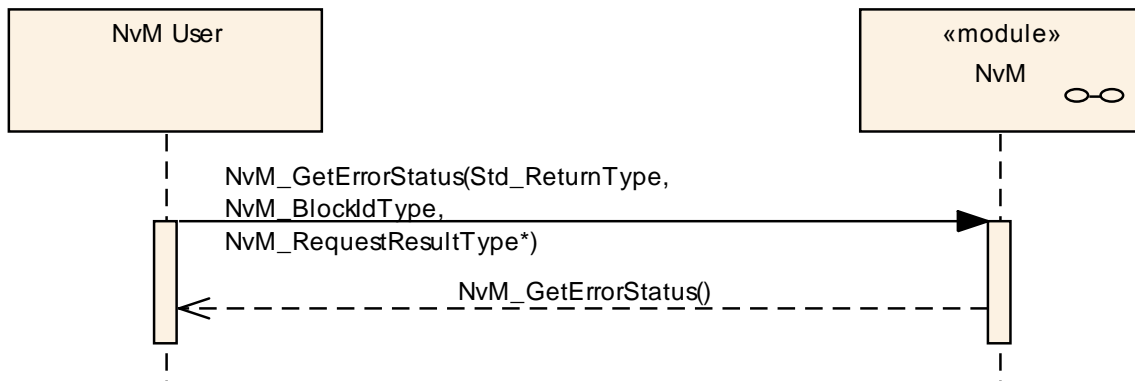 NvM User
«module»
NvM
NvM_GetErrorStatus(Std_ReturnType,
NvM_BlockIdType,
NvM_RequestResultType*)
NvM_GetErrorStatus()